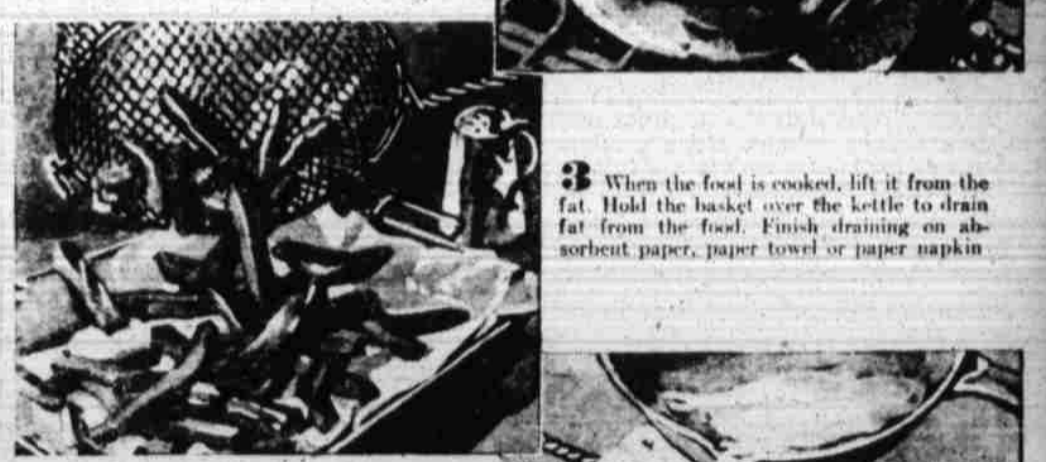 3 When the food is cooked, lift it from the
fat. Hold the basket over the kettle to drain
fat from the food. Finish draining on ab-
sorbent paper, paper towel or paper napkin